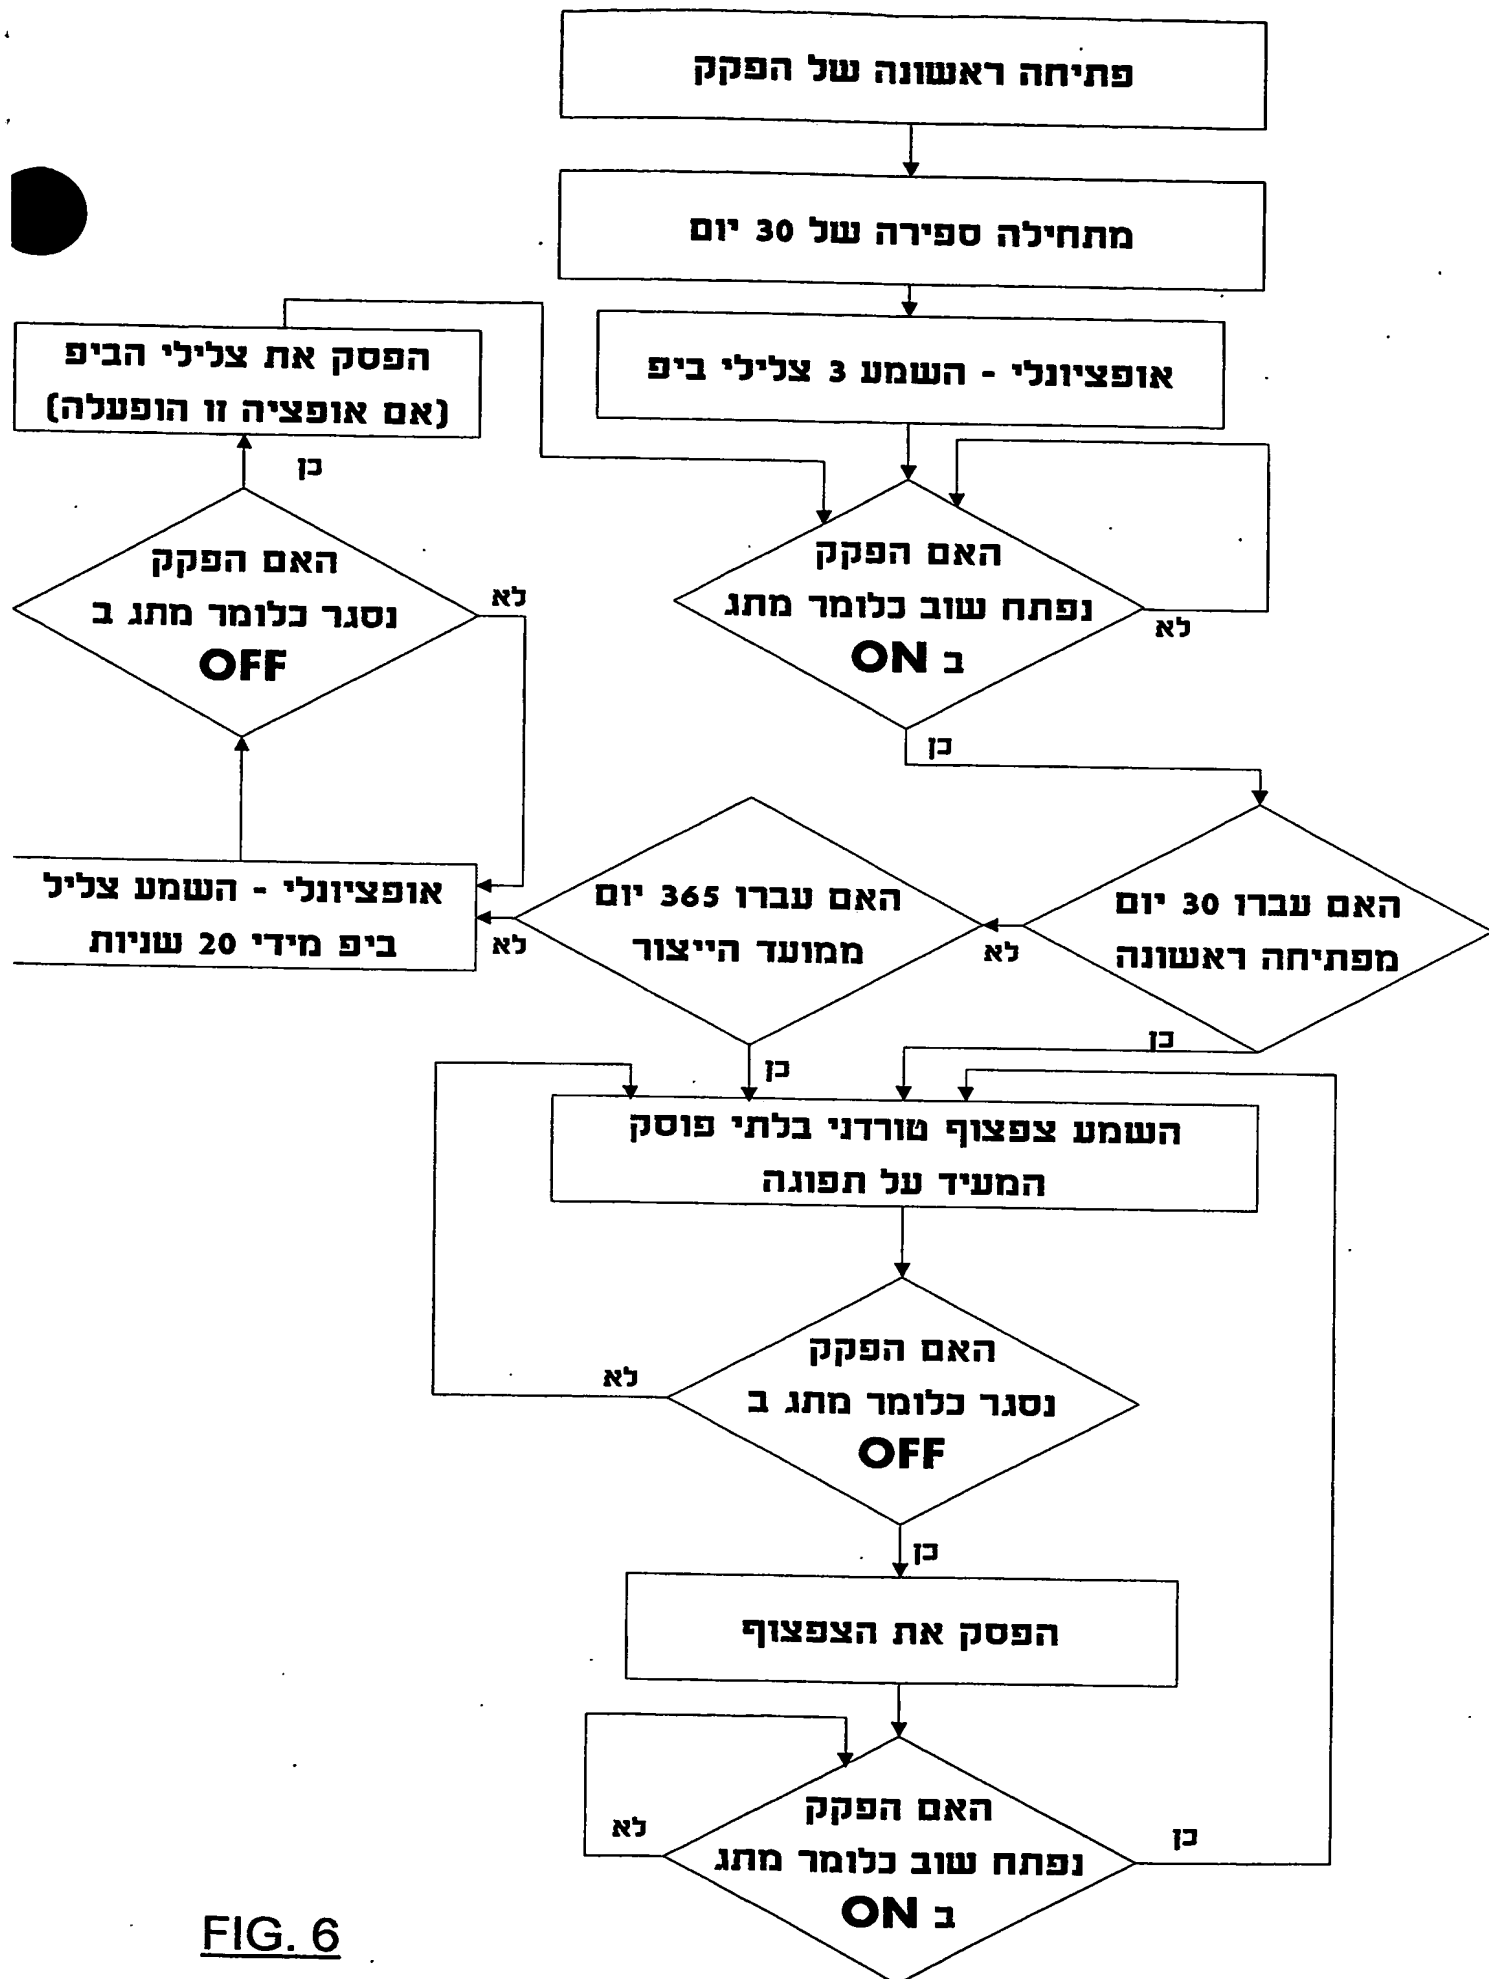 פתיחה ראשונה של הפקק
מתחילה ספירה של 30 יום
אופציונלי - השמע 3 צלילי ביפ
הפסק את צלילי הביפ
(אם אופציה זו הופעלה)
כן
האם הפקק
נסגר כלומר מתג ב
OFF
לא
האם הפקק
נפתח שוב כלומר מתג
ב ON
לא
כן
האם עברו 30 יום
מפתיחה ראשונה
לא
כן
האם עברו 365 יום
ממועד הייצור
לא
כן
אופציונלי - השמע צליל
ביפ מידי 20 שניות
השמע צפצוף טורדני בלתי פוסק
המעיד על תפוגה
האם הפקק
נסגר כלומר מתג ב
OFF
לא
כן
הפסק את הצפצוף
האם הפקק
נפתח שוב כלומר מתג
ב ON
לא
כן
FIG. 6